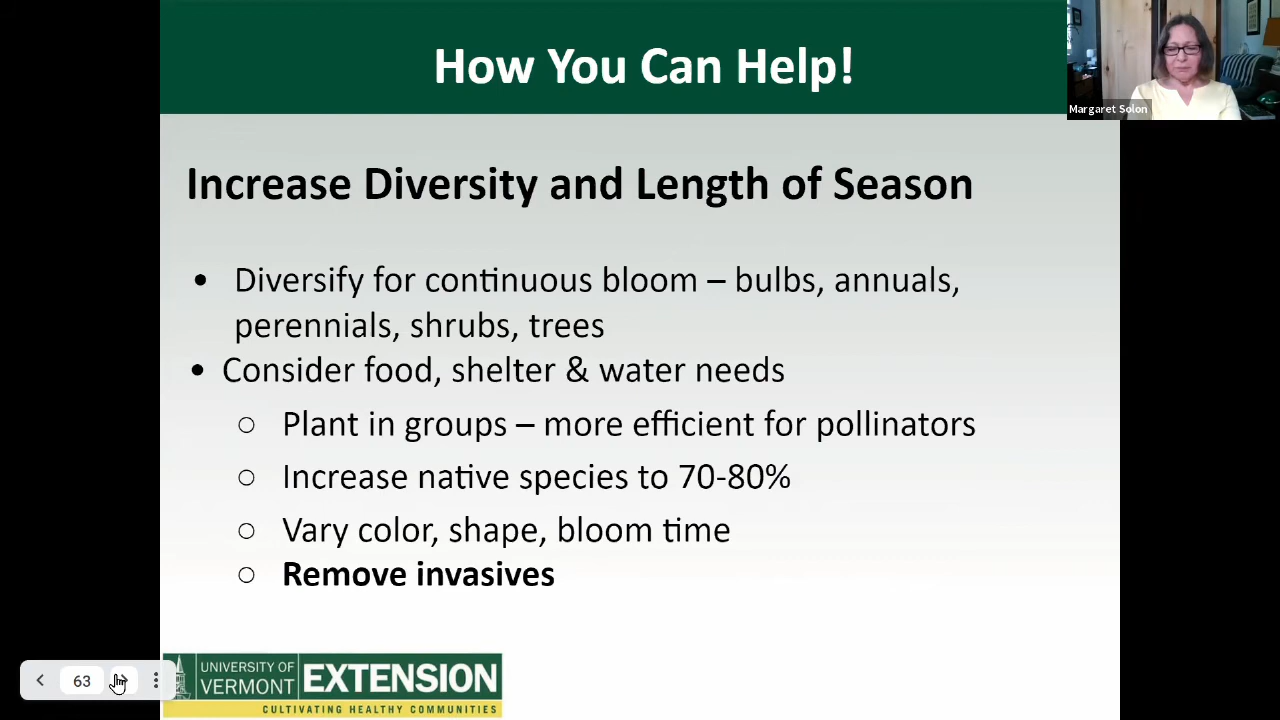 How You Can Help!
Margaret Solon
Increase Diversity and Length of Season
• Diversify for continuous bloom – bulbs, annuals,
perennials, shrubs, trees
• Consider food, shelter & water needs
○ Plant in groups – more efficient for pollinators
○ Increase native species to 70-80%
○ Vary color, shape, bloom time
○ Remove invasives
63
UNIVERSITY OF
VERMONT
EXTENSION
CULTIVATING HEALTHY COMMUNITIES